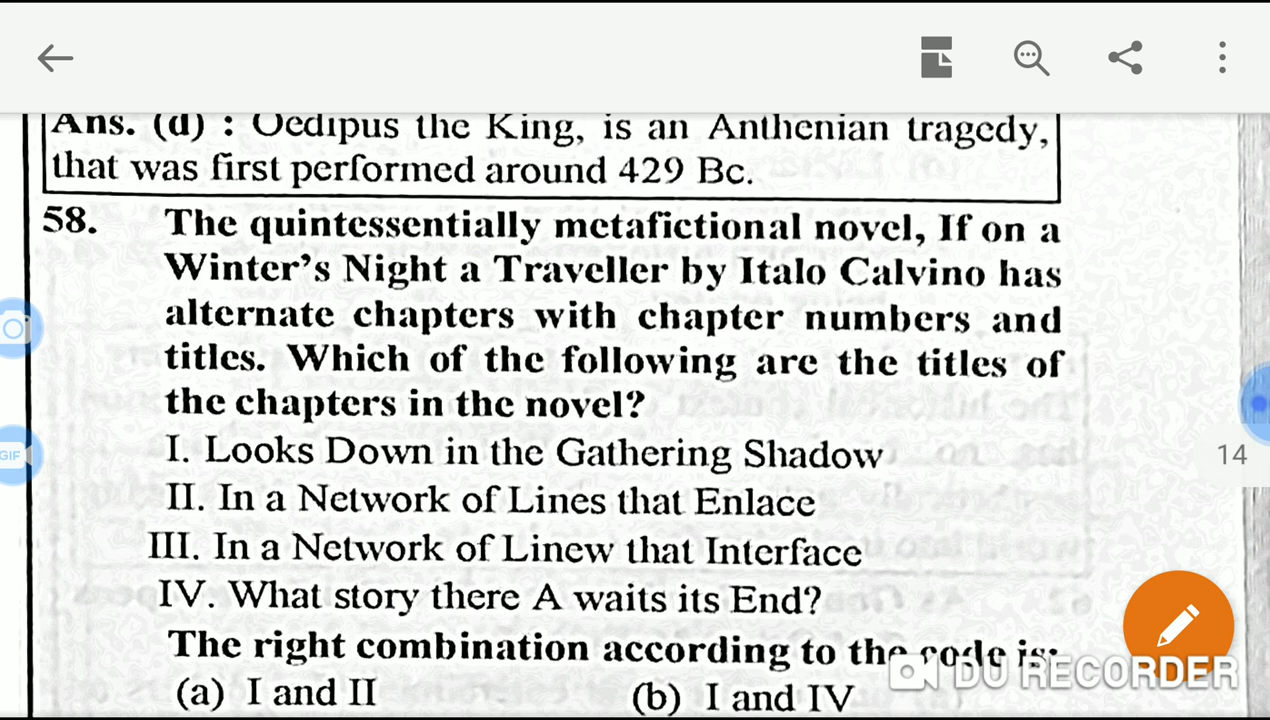 Ans. (d) : Oedipus the King, is an Anthenian tragedy,
that was first performed around 429 Bc.
58. The quintessentially metafictional novel, If on a
Winter's Night a Traveller by Italo Calvino has
alternate chapters with chapter numbers and
titles. Which of the following are the titles of
the chapters in the novel?
I. Looks Down in the Gathering Shadow
II. In a Network of Lines that Enlace
III. In a Network of Linew that Interface
IV. What story there A waits its End?
The right combination according to the code is:
(a) I and II (b) I and IV
14
GIF
DU RECORDER